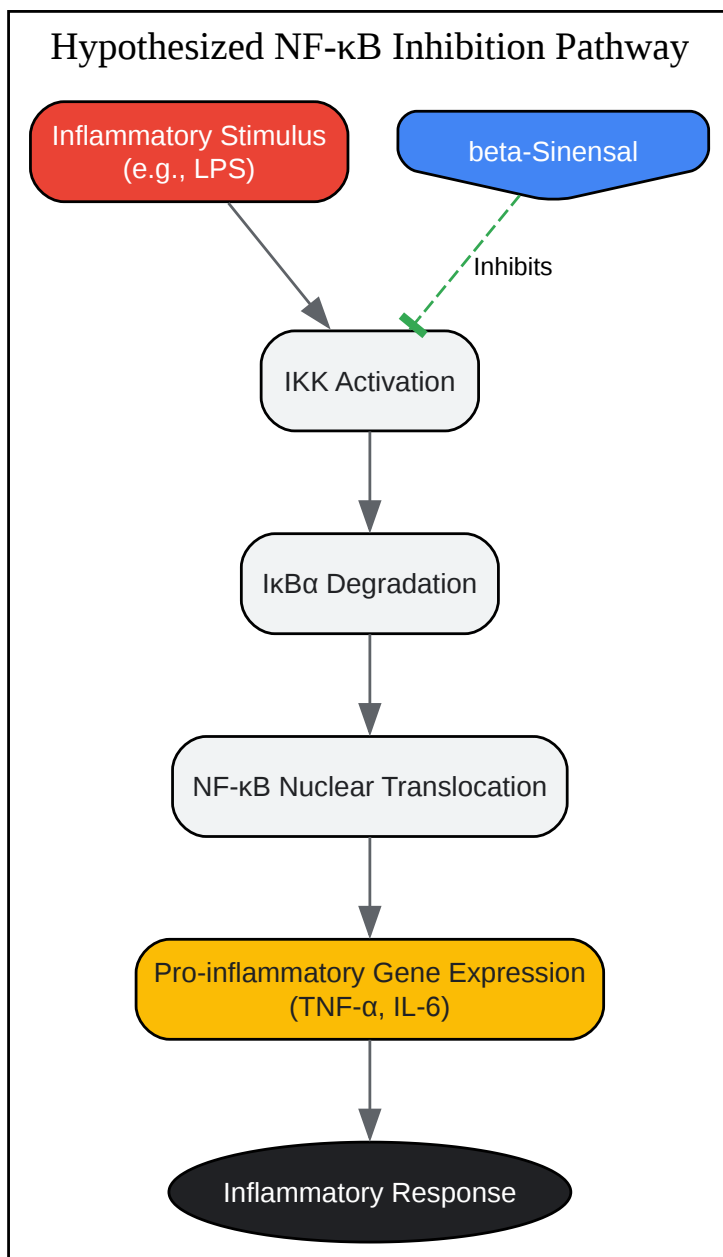 Hypothesized NF-κB Inhibition Pathway
Inflammatory Stimulus
(e.g., LPS)
beta-Sinensal
Inhibits
IKK Activation
IκBα Degradation
NF-κB Nuclear Translocation
Pro-inflammatory Gene Expression
(TNF-α, IL-6)
Inflammatory Response